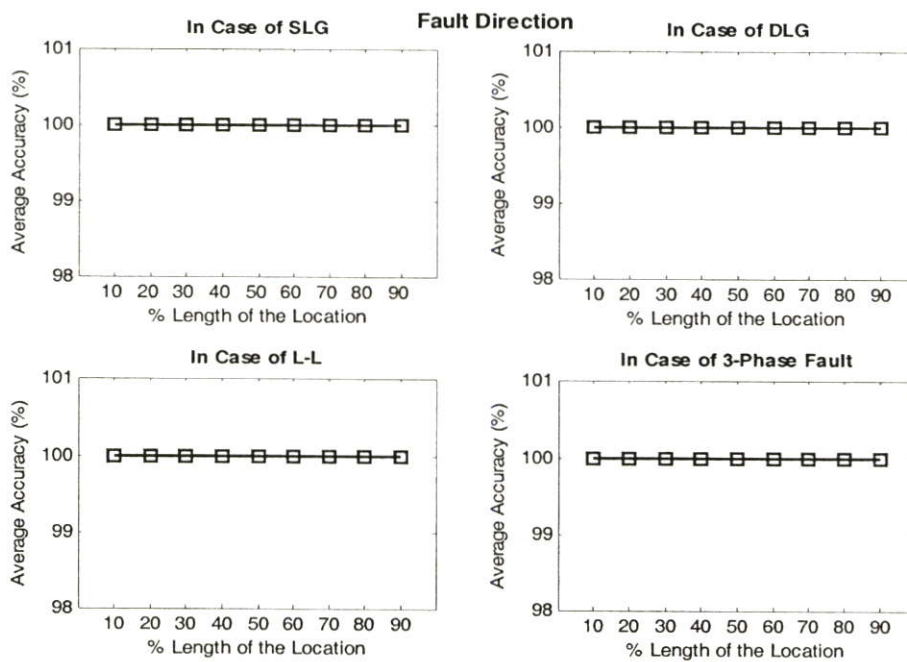 Fault Direction
In Case of SLG
101
100
99
98
Average Accuracy (%)
10 20 30 40 50 60 70 80 90
% Length of the Location
In Case of DLG
101
100
99
98
Average Accuracy (%)
10 20 30 40 50 60 70 80 90
% Length of the Location
In Case of L-L
101
100
99
98
Average Accuracy (%)
10 20 30 40 50 60 70 80 90
% Length of the Location
In Case of 3-Phase Fault
101
100
99
98
Average Accuracy (%)
10 20 30 40 50 60 70 80 90
% Length of the Location